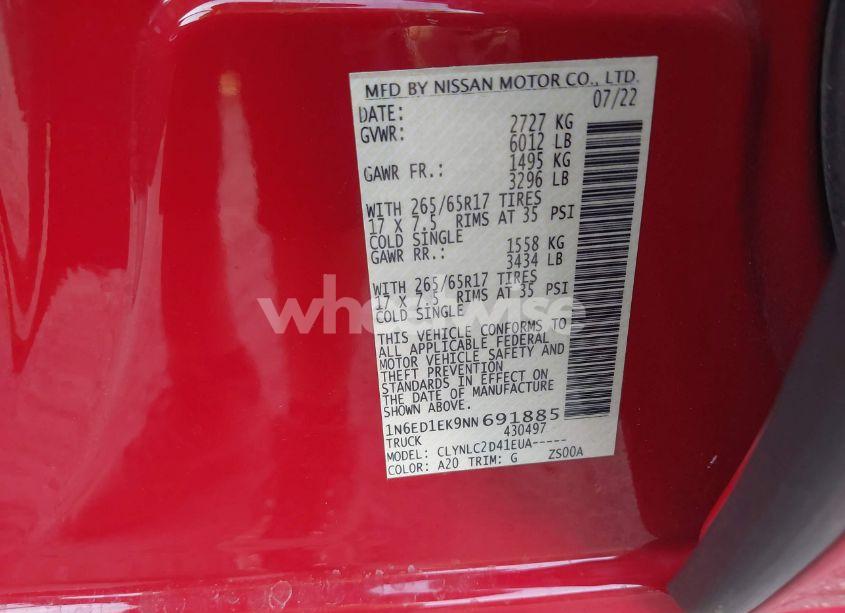 MFD BY NISSAN MOTOR CO., LTD.
DATE: 07/22
GVWR: 2727 KG
6012 LB
GAWR FR.: 1495 KG
3296 LB
WITH 265/65R17 TIRES
17 X 7.5 RIMS AT 35 PSI
COLD SINGLE
GAWR RR.: 1558 KG
3434 LB
WITH 265/65R17 TIRES
17 X 7.5 RIMS AT 35 PSI
COLD SINGLE
wheelwise
THIS VEHICLE CONFORMS TO
ALL APPLICABLE FEDERAL
MOTOR VEHICLE SAFETY AND
THEFT PREVENTION
STANDARDS IN EFFECT ON
THE DATE OF MANUFACTURE
SHOWN ABOVE.
1N6ED1EK9NN691885
TRUCK 430497
MODEL: CLYNLC2D41EUA-----
COLOR: A20 TRIM: G ZS00A